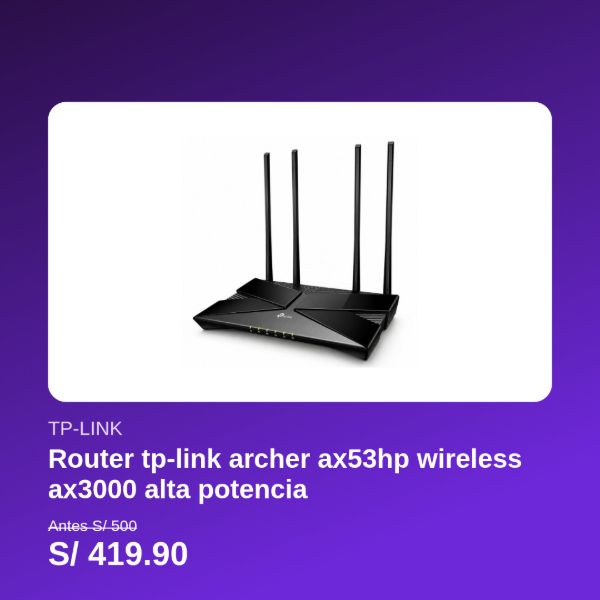 TP-LINK
Router tp-link archer ax53hp wireless
ax3000 alta potencia
Antes S/ 500
S/ 419.90